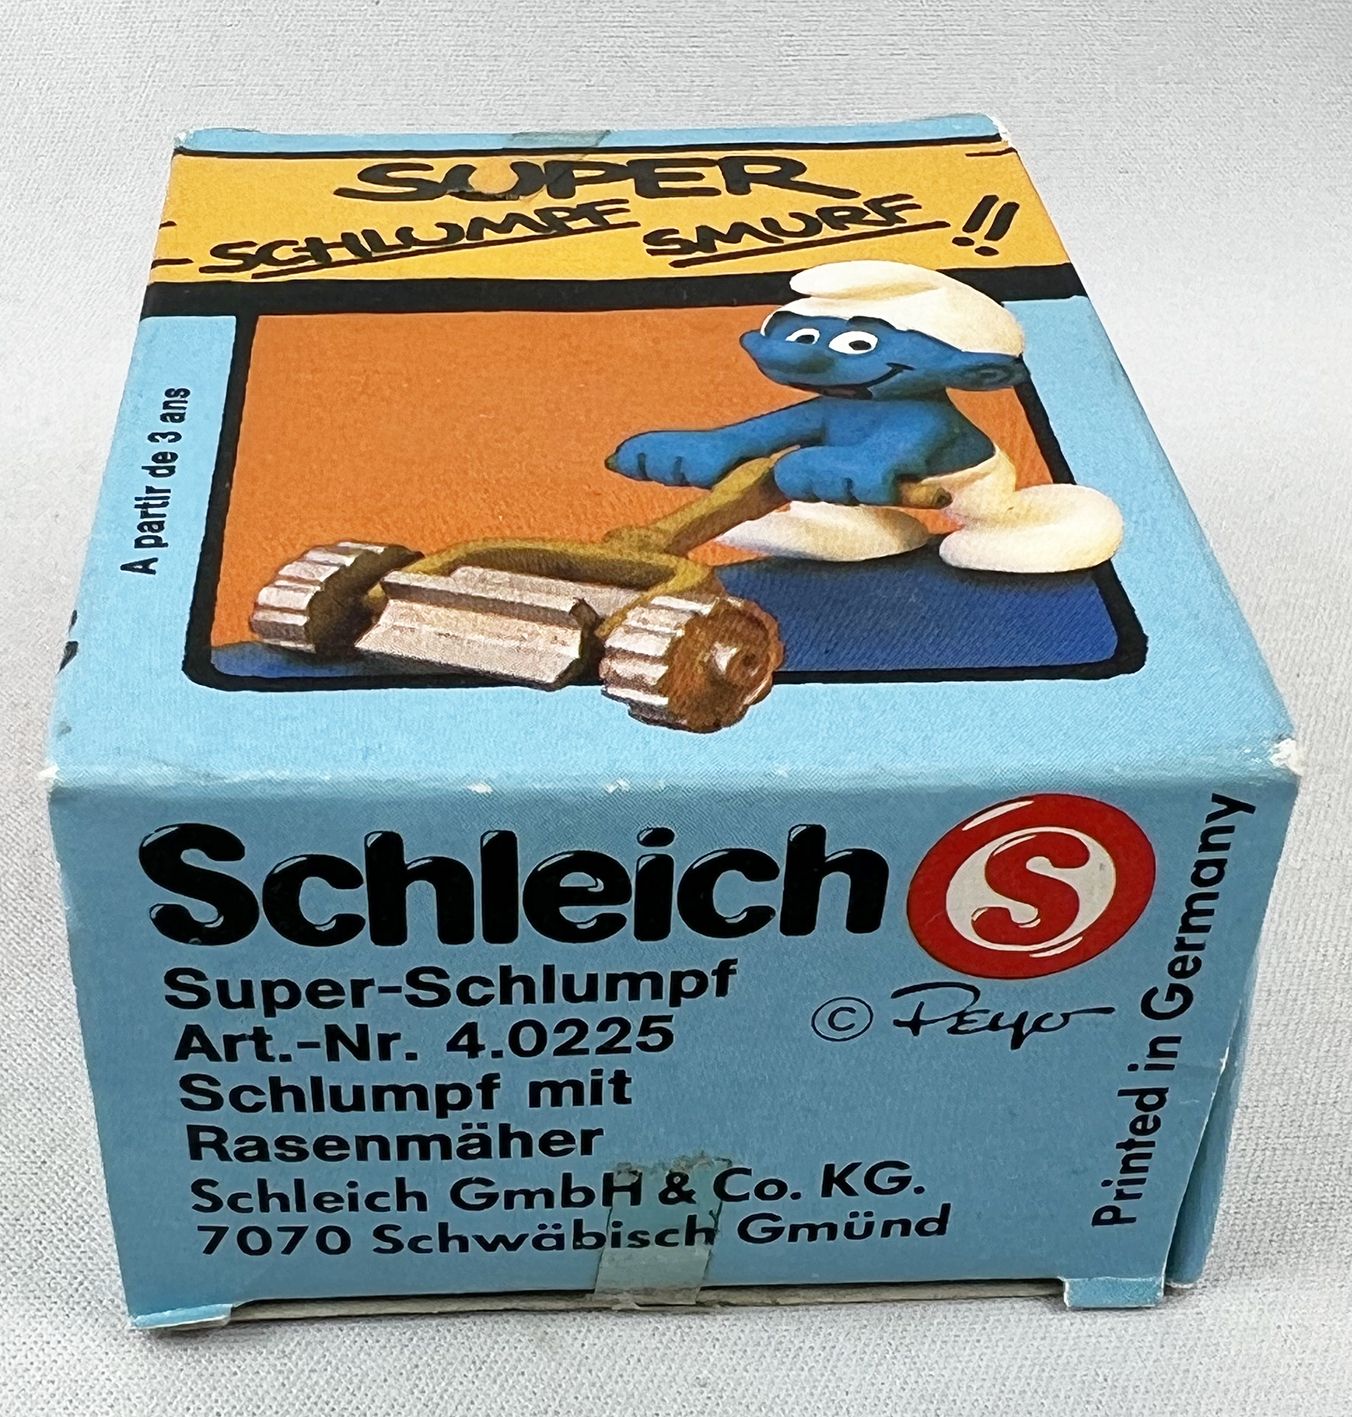 SUPER
SCHLUMPF SMURF !!
A partir de 3 ans
Schleich S
Super-Schlumpf
Art.-Nr. 4.0225
Schlumpf mit
Rasenmäher
Schleich GmbH & Co. KG.
7070 Schwäbisch Gmünd
© Peyo
Printed in Germany